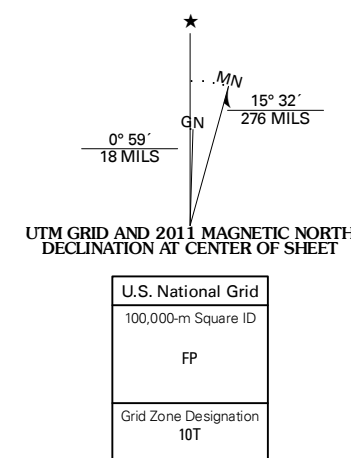 MN
15° 32´
276 MILS
GN
0° 59´
18 MILS
UTM GRID AND 2011 MAGNETIC NORTH
DECLINATION AT CENTER OF SHEET
U.S. National Grid
100,000-m Square ID
FP
Grid Zone Designation
10T